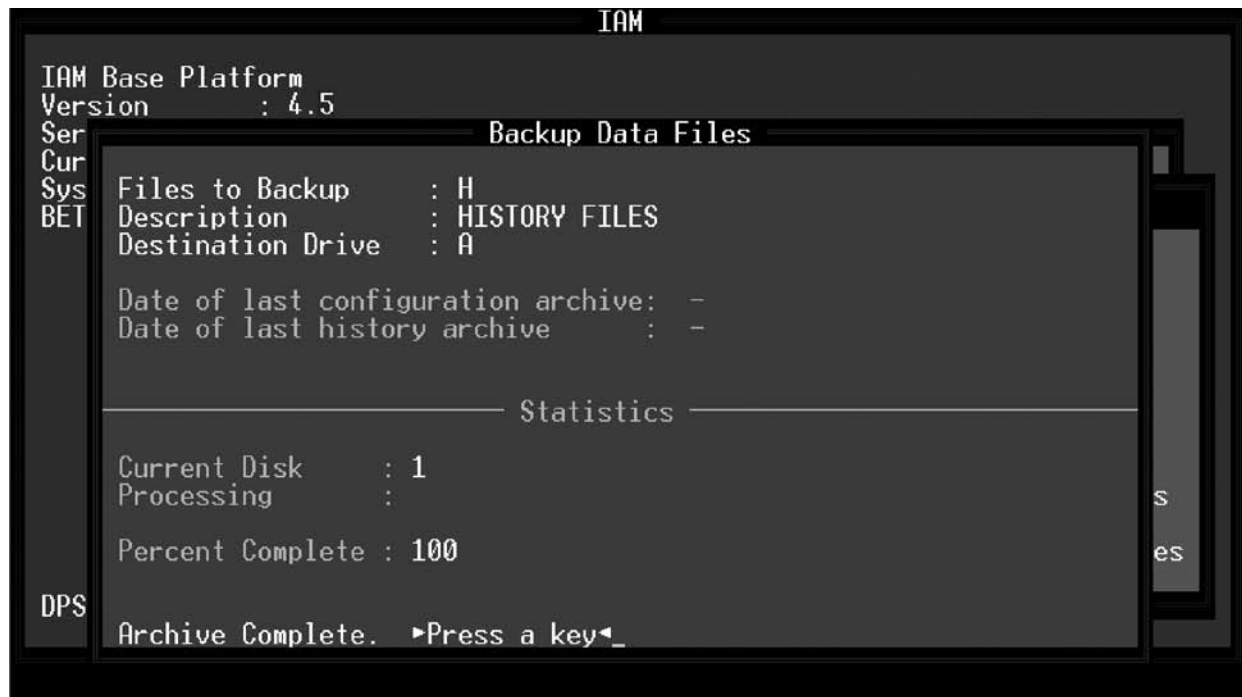 IAM
IAM Base Platform
Version : 4.5
Ser
Cur
Sys
BET
Backup Data Files
Files to Backup : H
Description : HISTORY FILES
Destination Drive : A
Date of last configuration archive: -
Date of last history archive : -
Statistics
Current Disk : 1
Processing :
s
Percent Complete : 100
es
DPS
Archive Complete. ►Press a key◄_